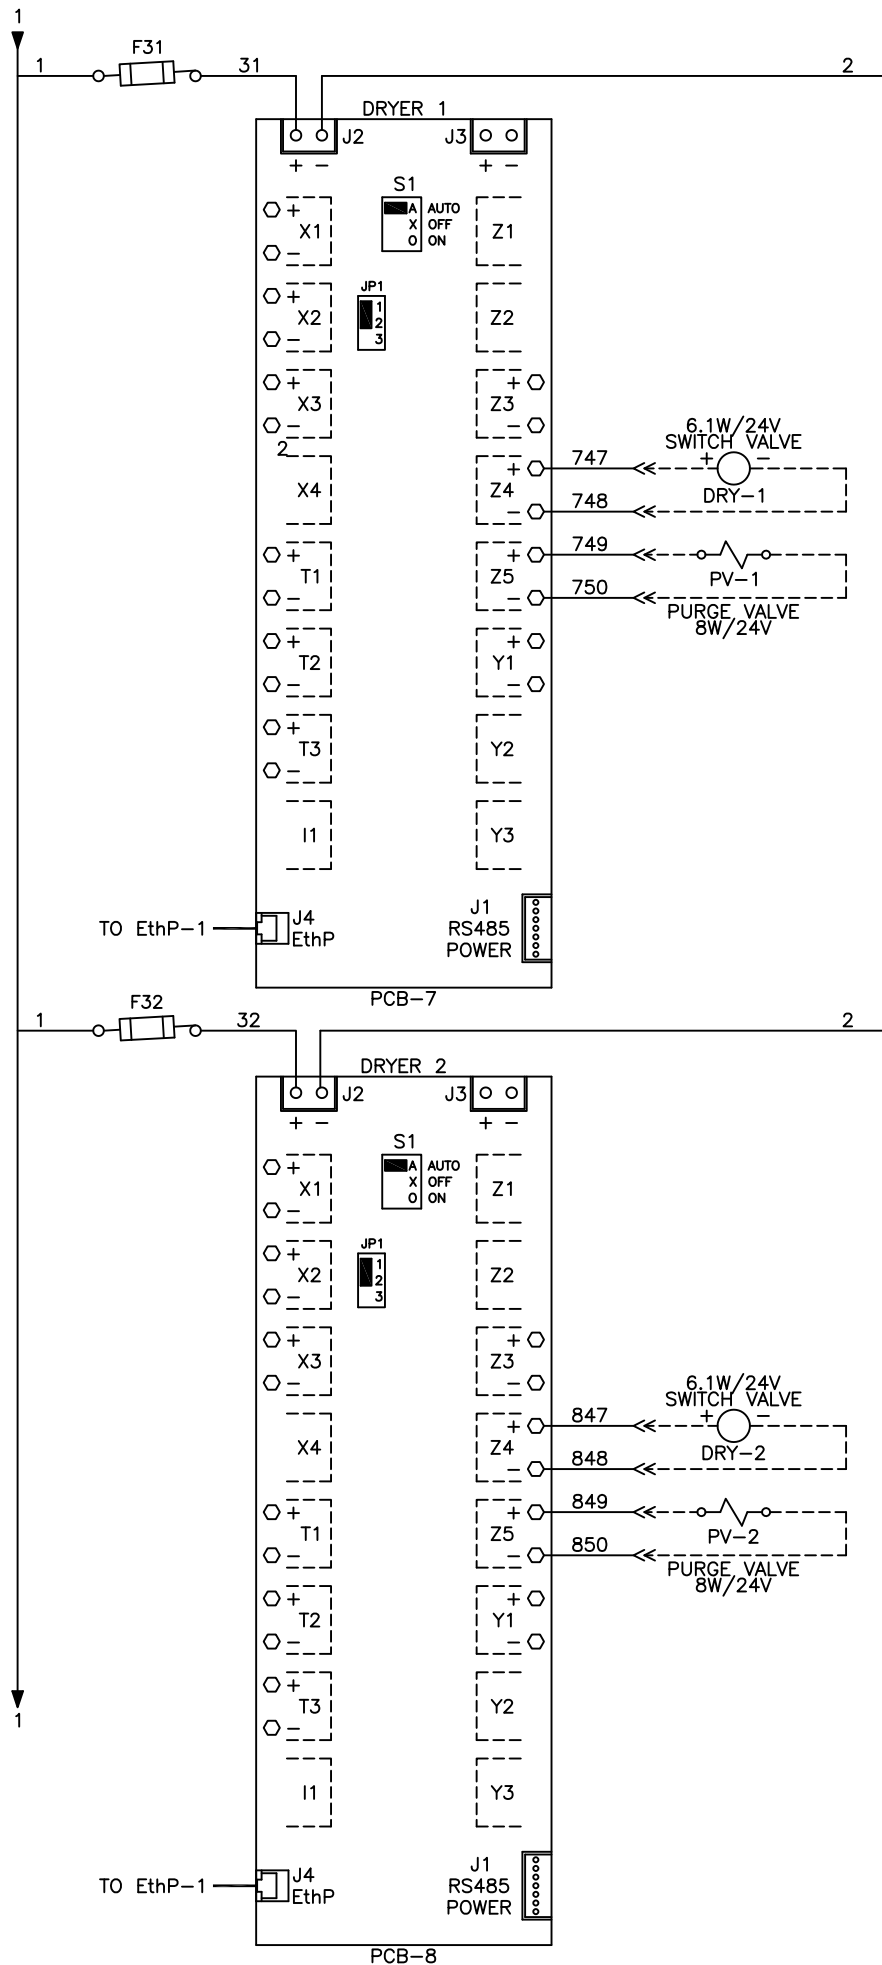 1
F31
1
31
2
DRYER 1
J2
J3
+ −
+ −
S1
A AUTO
X OFF
O ON
+
X1
−
Z1
JP1
1
2
3
+
X2
−
Z2
+
X3
−
+
Z3
−
2
X4
+
Z4
−
747
748
6.1W/24V
SWITCH VALVE
+ −
DRY−1
+
T1
−
+
Z5
−
749
750
PV−1
PURGE VALVE
8W/24V
+
T2
−
+
Y1
−
+
T3
−
Y2
I1
Y3
TO EthP−1
J4
EthP
J1
RS485
POWER
PCB−7
F32
1
32
2
DRYER 2
J2
J3
+ −
+ −
S1
A AUTO
X OFF
O ON
+
X1
−
Z1
JP1
1
2
3
+
X2
−
Z2
+
X3
−
+
Z3
−
X4
+
Z4
−
847
848
6.1W/24V
SWITCH VALVE
+ −
DRY−2
+
T1
−
+
Z5
−
849
850
PV−2
PURGE VALVE
8W/24V
+
T2
−
+
Y1
−
+
T3
−
Y2
1
I1
Y3
TO EthP−1
J4
EthP
J1
RS485
POWER
PCB−8